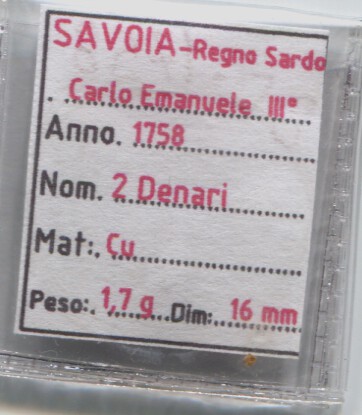 SAVOIA-Regno Sardo
. Carlo Emanuele III°
Anno. 1758
Nom. 2 Denari
Mat:. Cu
Peso:. 1,7 g ... Dim:. 16 mm